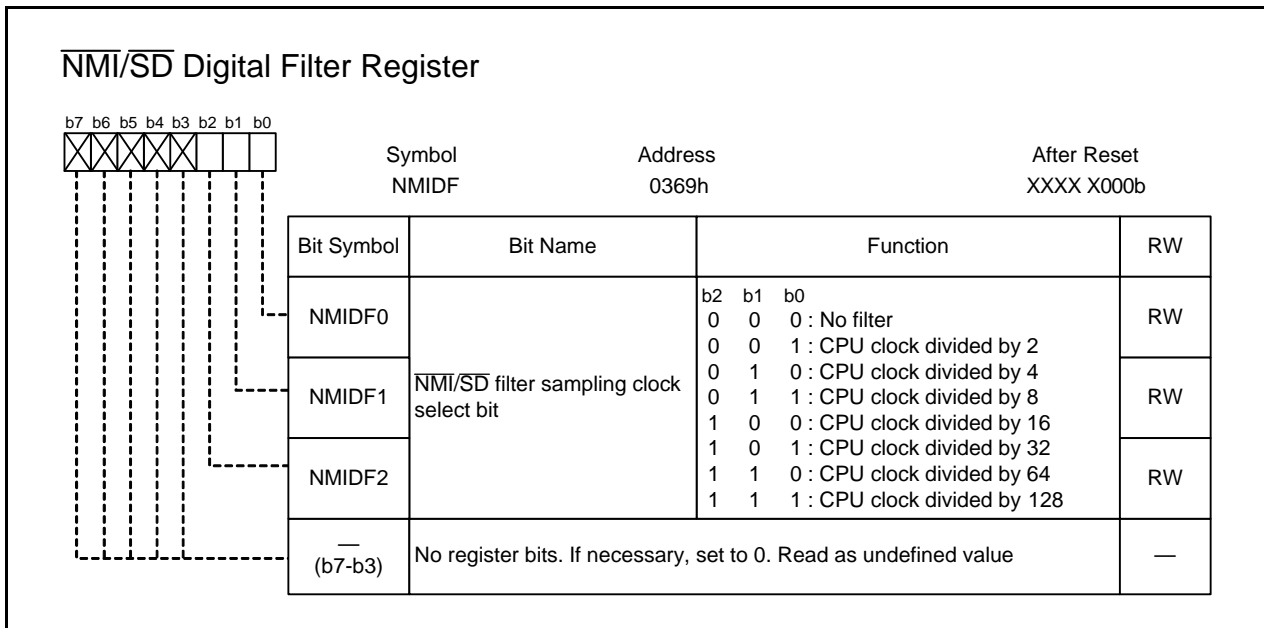 NMI/SD Digital Filter Register
b7 b6 b5 b4 b3 b2 b1 b0
Symbol Address After Reset
NMIDF 0369h XXXX X000b
Bit Symbol Bit Name Function RW
NMIDF0 RW
NMIDF1 NMI/SD filter sampling clock select bit RW
NMIDF2 RW
b2 b1 b0
0 0 0 : No filter
0 0 1 : CPU clock divided by 2
0 1 0 : CPU clock divided by 4
0 1 1 : CPU clock divided by 8
1 0 0 : CPU clock divided by 16
1 0 1 : CPU clock divided by 32
1 1 0 : CPU clock divided by 64
1 1 1 : CPU clock divided by 128
—
(b7-b3) No register bits. If necessary, set to 0. Read as undefined value —